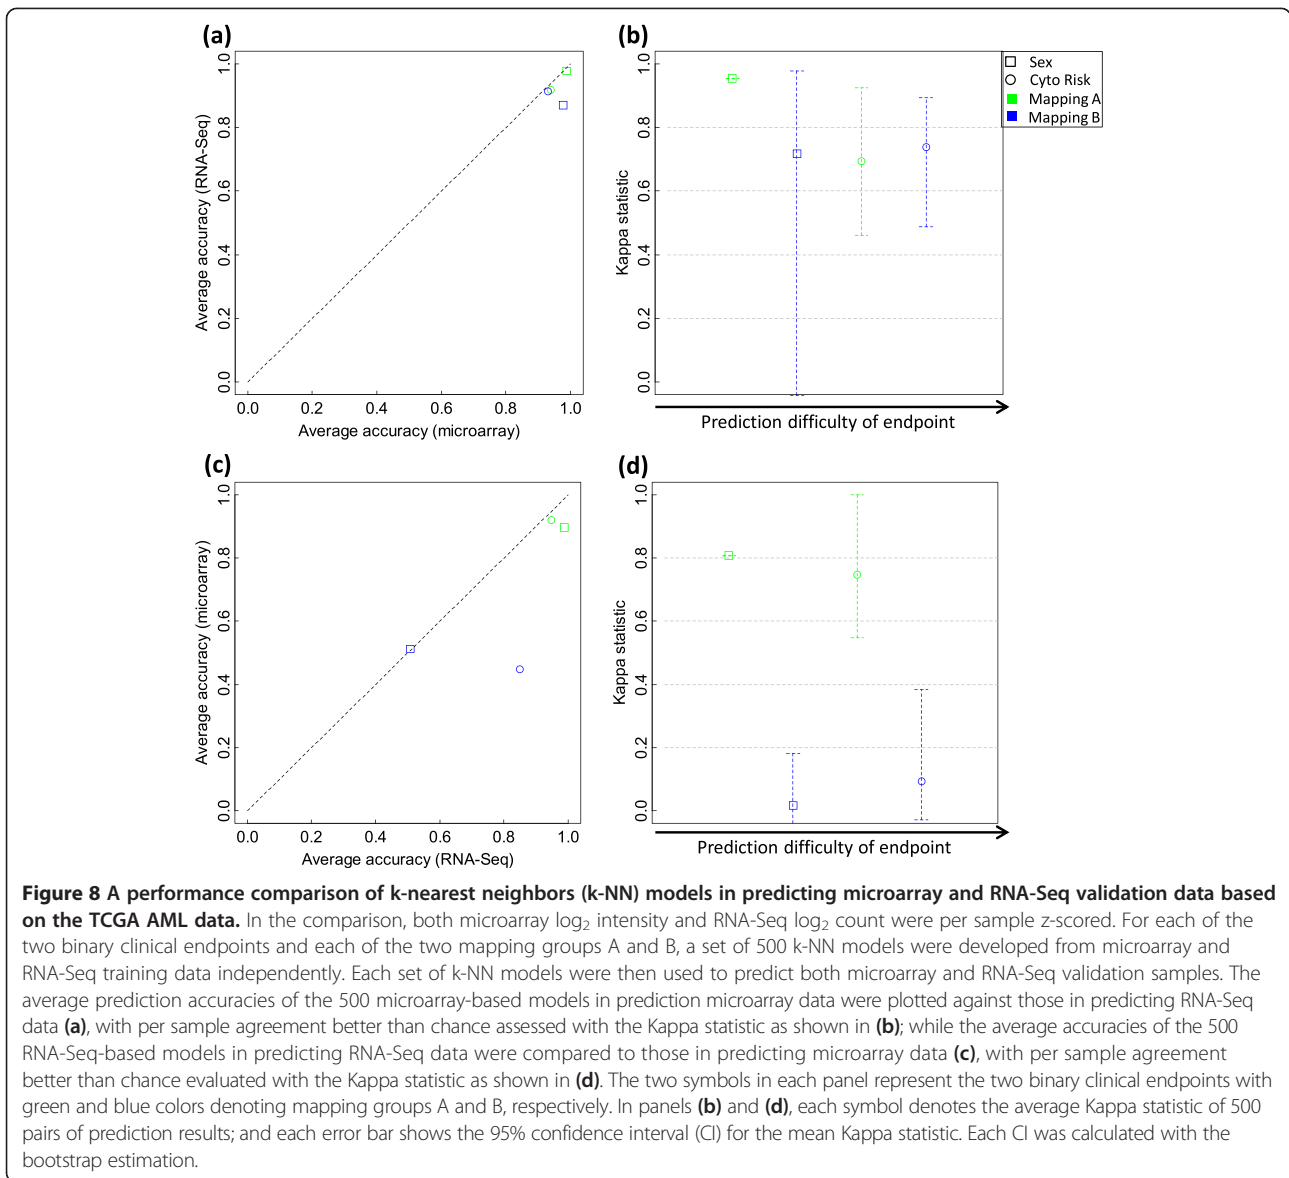 (a)
1.0
0.8
0.6
0.4
0.2
0.0
Average accuracy (RNA-Seq)
0.0 0.2 0.4 0.6 0.8 1.0
Average accuracy (microarray)
(b)
1.0
0.8
0.6
0.4
0.2
0.0
Kappa statistic
Prediction difficulty of endpoint
Sex
Cyto Risk
Mapping A
Mapping B
(c)
1.0
0.8
0.6
0.4
0.2
0.0
Average accuracy (microarray)
0.0 0.2 0.4 0.6 0.8 1.0
Average accuracy (RNA-Seq)
(d)
1.0
0.8
0.6
0.4
0.2
0.0
Kappa statistic
Prediction difficulty of endpoint
Figure 8 A performance comparison of k-nearest neighbors (k-NN) models in predicting microarray and RNA-Seq validation data based
on the TCGA AML data. In the comparison, both microarray log₂ intensity and RNA-Seq log₂ count were per sample z-scored. For each of the
two binary clinical endpoints and each of the two mapping groups A and B, a set of 500 k-NN models were developed from microarray and
RNA-Seq training data independently. Each set of k-NN models were then used to predict both microarray and RNA-Seq validation samples. The
average prediction accuracies of the 500 microarray-based models in prediction microarray data were plotted against those in predicting RNA-Seq
data (a), with per sample agreement better than chance assessed with the Kappa statistic as shown in (b); while the average accuracies of the 500
RNA-Seq-based models in predicting RNA-Seq data were compared to those in predicting microarray data (c), with per sample agreement
better than chance evaluated with the Kappa statistic as shown in (d). The two symbols in each panel represent the two binary clinical endpoints with
green and blue colors denoting mapping groups A and B, respectively. In panels (b) and (d), each symbol denotes the average Kappa statistic of 500
pairs of prediction results; and each error bar shows the 95% confidence interval (CI) for the mean Kappa statistic. Each CI was calculated with the
bootstrap estimation.